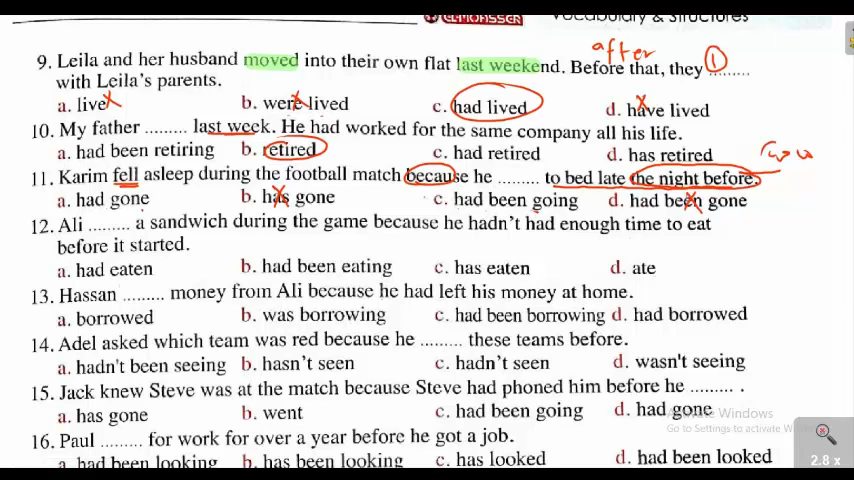 EL-MOASSER Vocabulary & Structures
after
9. Leila and her husband moved into their own flat last weekend. Before that, they ......... 1
with Leila's parents.
a. live b. were lived c. had lived d. have lived
10. My father ......... last week. He had worked for the same company all his life.
a. had been retiring b. retired c. had retired d. has retired
11. Karim fell asleep during the football match because he ......... to bed late the night before.
a. had gone b. has gone c. had been going d. had been gone
12. Ali ......... a sandwich during the game because he hadn't had enough time to eat
before it started.
a. had eaten b. had been eating c. has eaten d. ate
13. Hassan ......... money from Ali because he had left his money at home.
a. borrowed b. was borrowing c. had been borrowing d. had borrowed
14. Adel asked which team was red because he ......... these teams before.
a. hadn't been seeing b. hasn't seen c. hadn't seen d. wasn't seeing
15. Jack knew Steve was at the match because Steve had phoned him before he ......... .
a. has gone b. went c. had been going d. had gone
Activate Windows
Go to Settings to activate Windows
16. Paul ......... for work for over a year before he got a job.
a. had been looking b. has been looking c. has looked d. had been looked
2.8 x